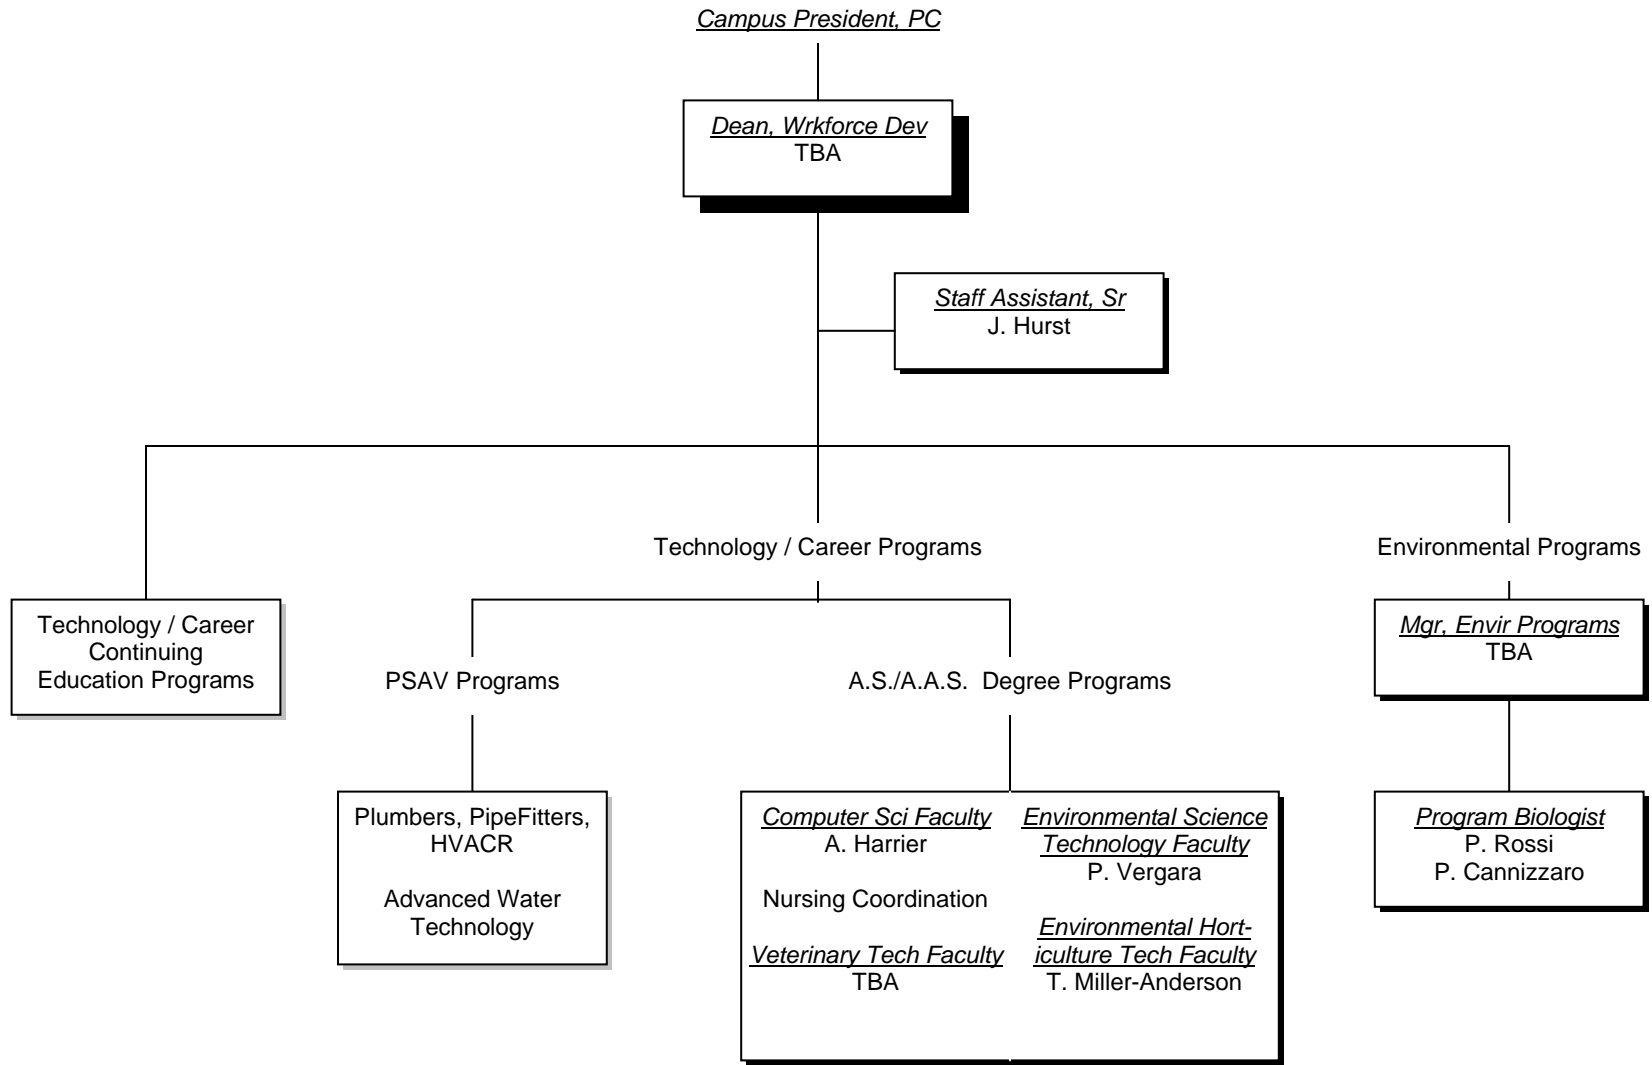 Campus President, PC
Dean, Wrkforce Dev
TBA
Staff Assistant, Sr
J. Hurst
Technology / Career Programs
Environmental Programs
Technology / Career
Continuing
Education Programs
PSAV Programs
A.S./A.A.S.  Degree Programs
Mgr, Envir Programs
TBA
Plumbers, PipeFitters,
HVACR
Advanced Water
Technology
Computer Sci Faculty
A. Harrier
Nursing Coordination
Veterinary Tech Faculty
TBA
Environmental Science
Technology Faculty
P. Vergara
Environmental Hort-
iculture Tech Faculty
T. Miller-Anderson
Program Biologist
P. Rossi
P. Cannizzaro